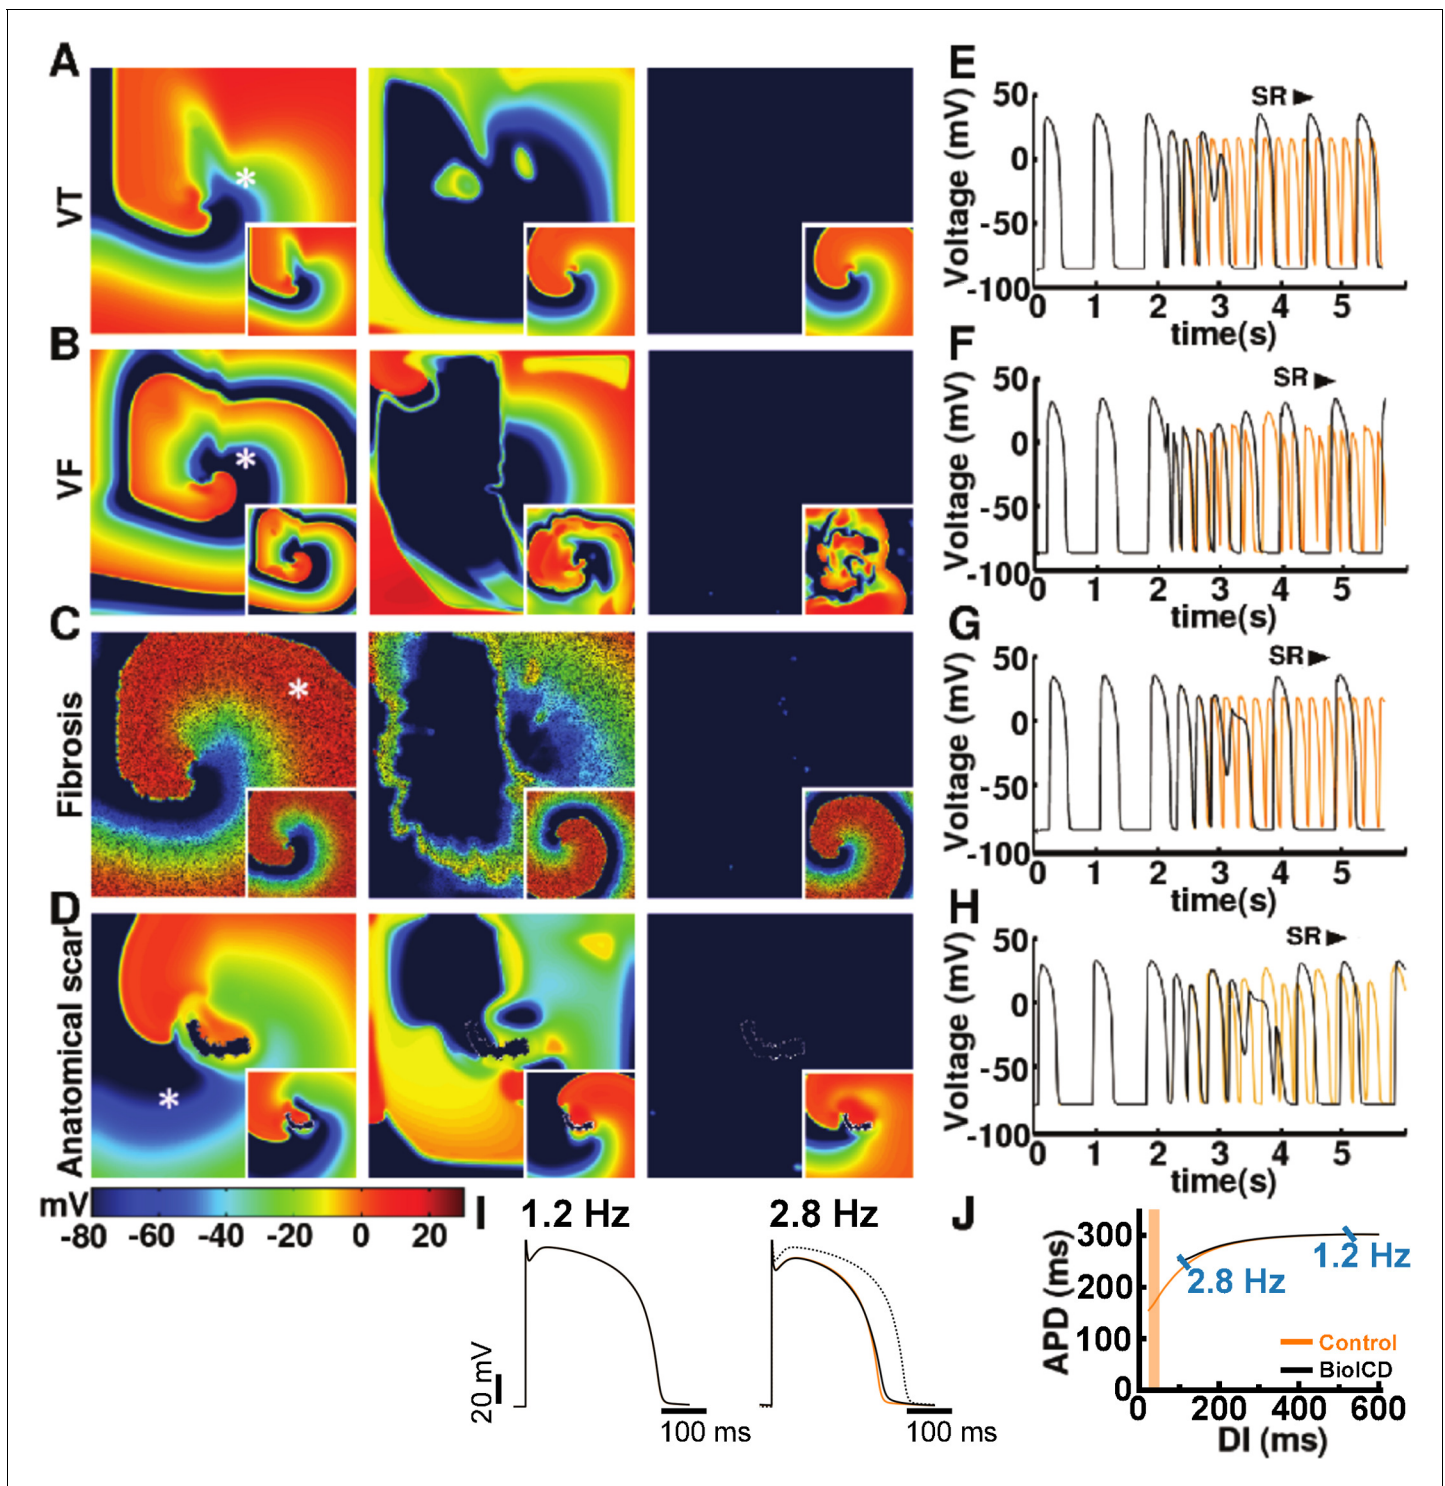 A
VT
*
B
VF
*
C
Fibrosis
*
D
Anatomical scar
*
mV
-80 -60 -40 -20 0 20
E
Voltage (mV)
50
0
-50
-100
SR ►
0 1 2 3 4 5
time(s)
F
Voltage (mV)
50
0
-50
-100
SR ►
0 1 2 3 4 5
time(s)
G
Voltage (mV)
50
0
-50
-100
SR ►
0 1 2 3 4 5
time(s)
H
Voltage (mV)
50
0
-50
-100
SR ►
0 1 2 3 4 5
time(s)
I
1.2 Hz 2.8 Hz
20 mV
100 ms 100 ms
J
APD (ms)
300
200
100
0
1.2 Hz
2.8 Hz
Control
BioICD
0 200 400 600
DI (ms)